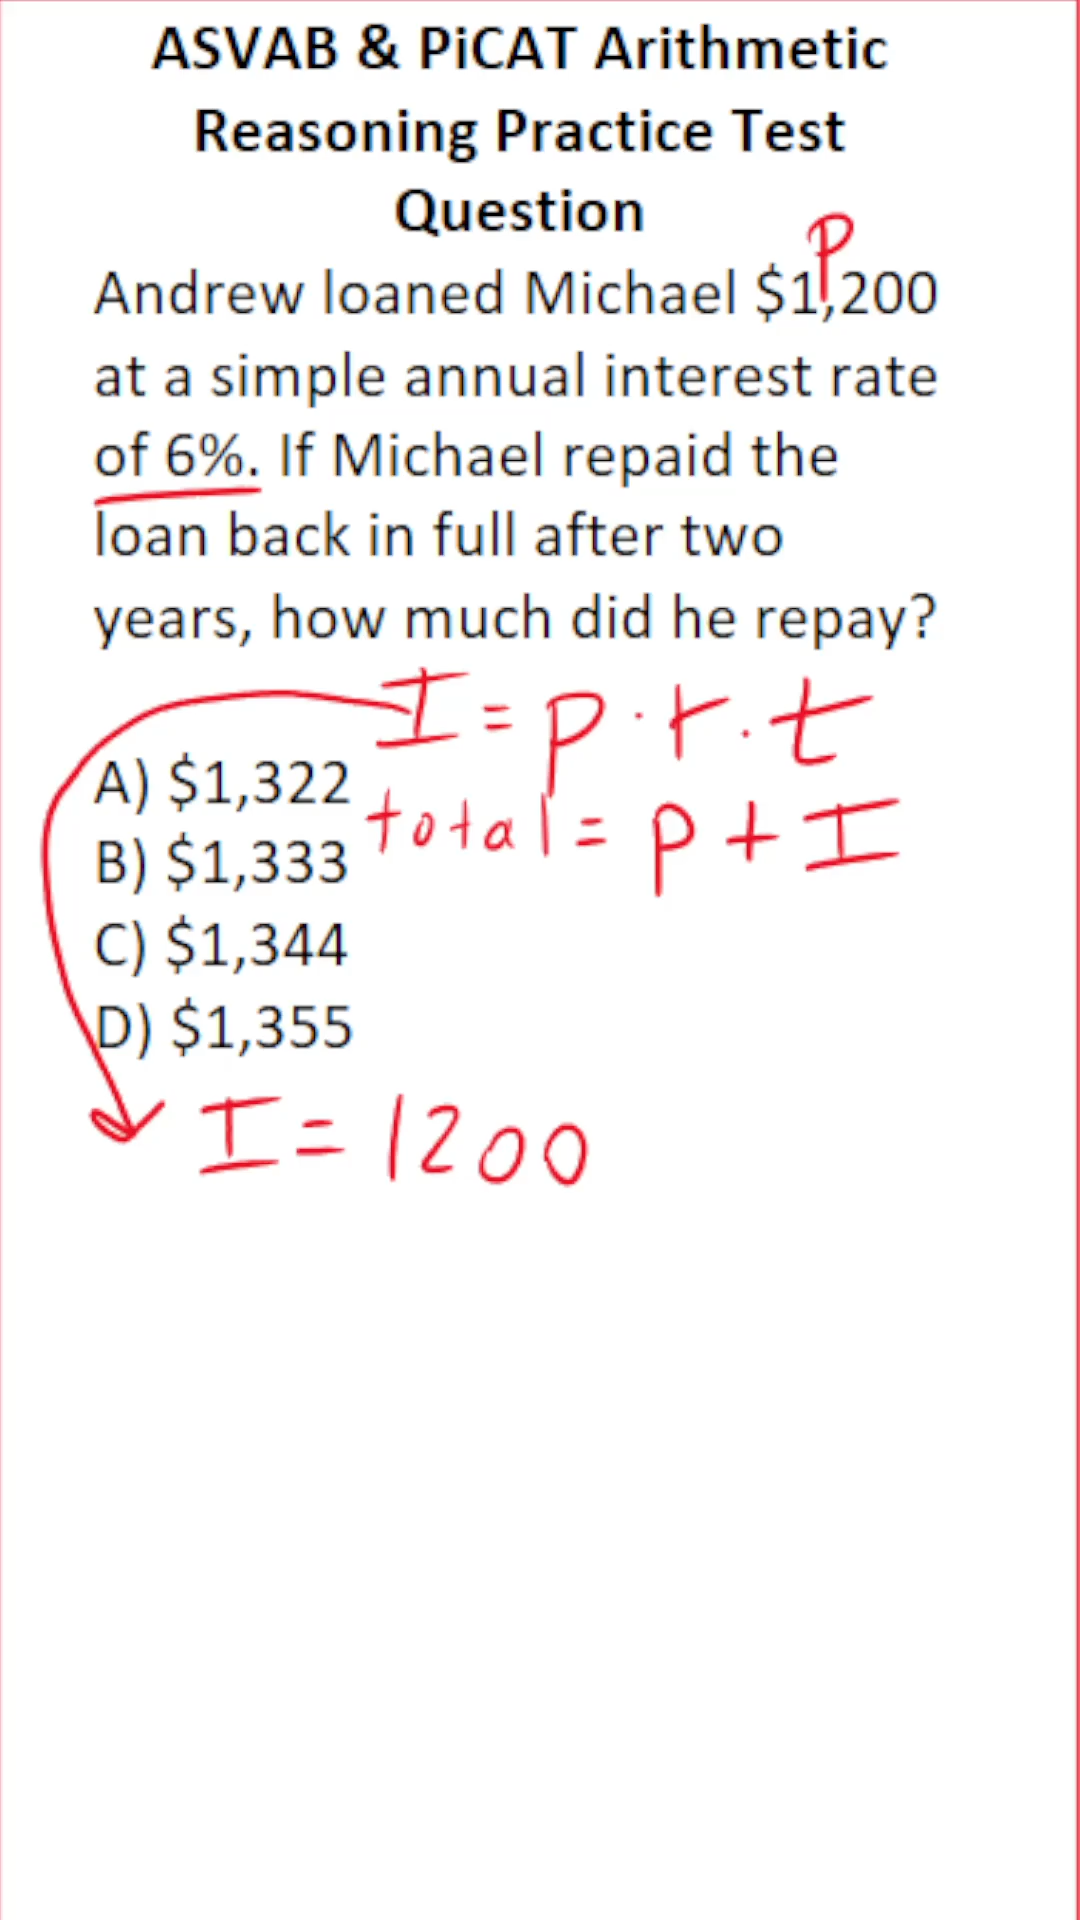 ASVAB & PiCAT Arithmetic
Reasoning Practice Test
Question
P
Andrew loaned Michael $1,200
at a simple annual interest rate
of 6%. If Michael repaid the
loan back in full after two
years, how much did he repay?
I = p · r · t
A) $1,322
total = p + I
B) $1,333
C) $1,344
D) $1,355
I = 1200